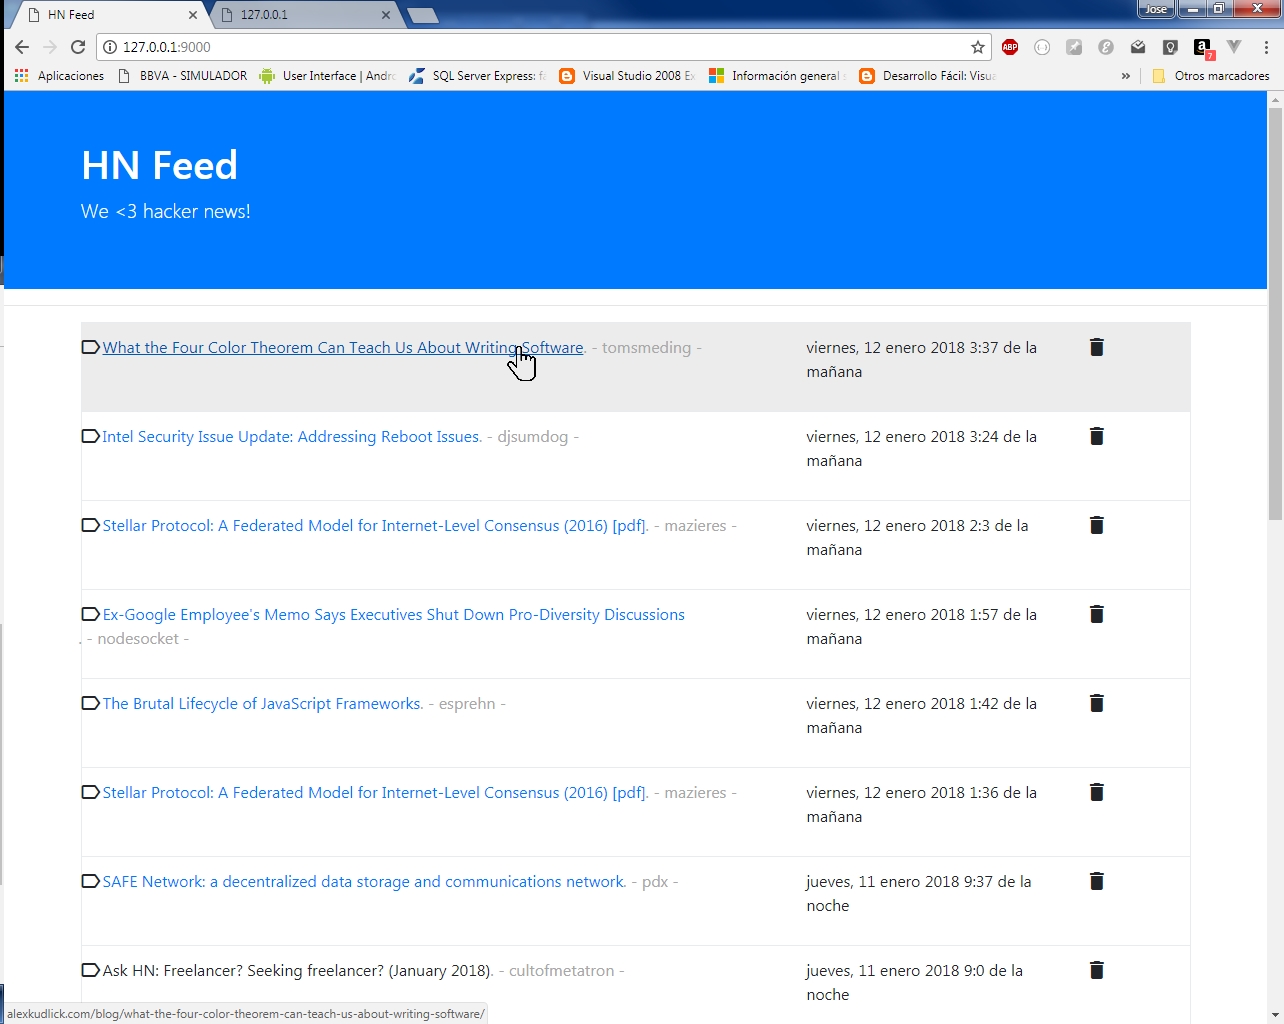 HN Feed
127.0.0.1
Jose
127.0.0.1:9000
ABP
a
7
Aplicaciones
BBVA - SIMULADOR
User Interface | Andro
SQL Server Express: fa
Visual Studio 2008 Ex
Información general
Desarrollo Fácil: Visua
»
Otros marcadores
HN Feed
We <3 hacker news!
What the Four Color Theorem Can Teach Us About Writing Software. - tomsmeding -
viernes, 12 enero 2018 3:37 de la
mañana
Intel Security Issue Update: Addressing Reboot Issues. - djsumdog -
viernes, 12 enero 2018 3:24 de la
mañana
Stellar Protocol: A Federated Model for Internet-Level Consensus (2016) [pdf]. - mazieres -
viernes, 12 enero 2018 2:3 de la
mañana
Ex-Google Employee's Memo Says Executives Shut Down Pro-Diversity Discussions
. - nodesocket -
viernes, 12 enero 2018 1:57 de la
mañana
The Brutal Lifecycle of JavaScript Frameworks. - esprehn -
viernes, 12 enero 2018 1:42 de la
mañana
Stellar Protocol: A Federated Model for Internet-Level Consensus (2016) [pdf]. - mazieres -
viernes, 12 enero 2018 1:36 de la
mañana
SAFE Network: a decentralized data storage and communications network. - pdx -
jueves, 11 enero 2018 9:37 de la
noche
Ask HN: Freelancer? Seeking freelancer? (January 2018). - cultofmetatron -
jueves, 11 enero 2018 9:0 de la
noche
alexkudlick.com/blog/what-the-four-color-theorem-can-teach-us-about-writing-software/